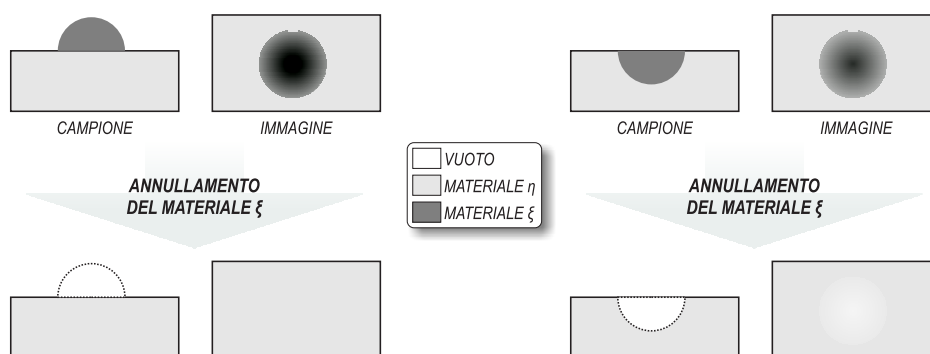 CAMPIONE
IMMAGINE
ANNULLAMENTO
DEL MATERIALE ξ
VUOTO
MATERIALE η
MATERIALE ξ
CAMPIONE
IMMAGINE
ANNULLAMENTO
DEL MATERIALE ξ